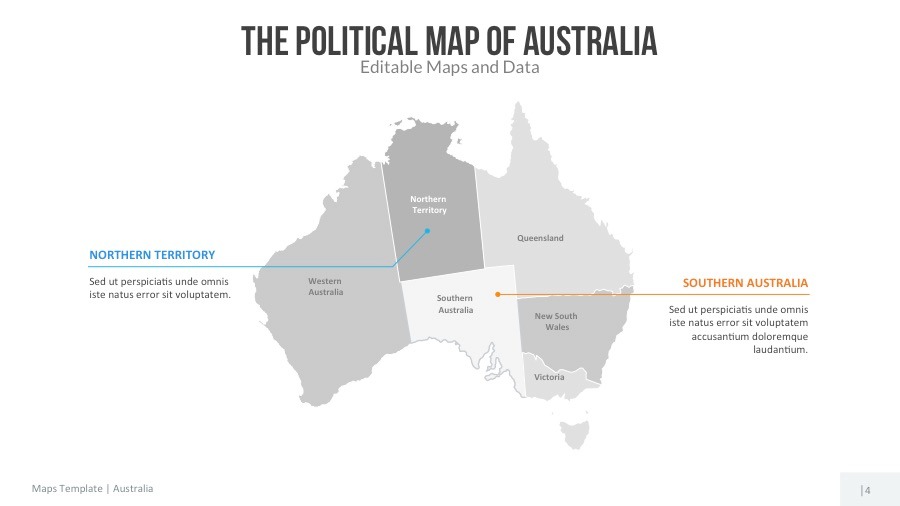 THE POLITICAL MAP OF AUSTRALIA
Editable Maps and Data
Northern
Territory
Queensland
NORTHERN TERRITORY
Sed ut perspiciatis unde omnis
iste natus error sit voluptatem.
Western
Australia
Southern
Australia
New South
Wales
Victoria
SOUTHERN AUSTRALIA
Sed ut perspiciatis unde omnis
iste natus error sit voluptatem
accusantium doloremque
laudantium.
Maps Template | Australia
|4